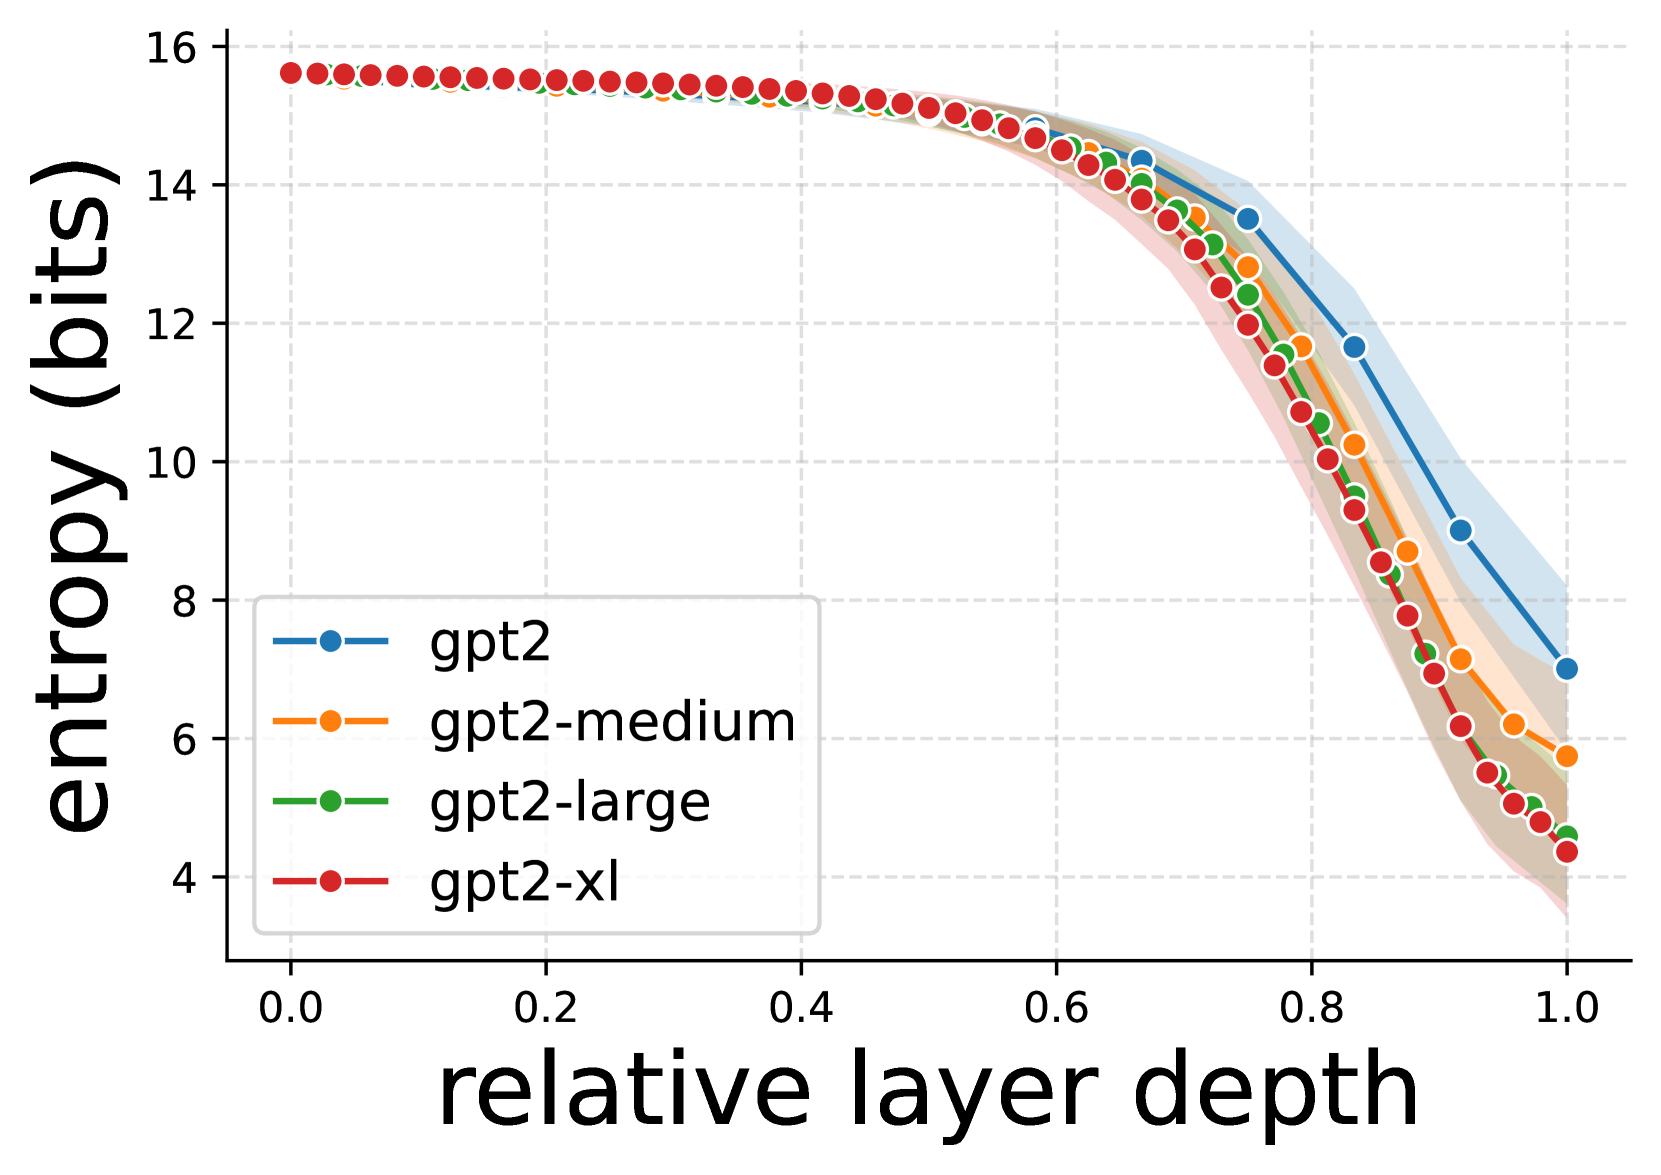 entropy (bits)
16
14
12
10
8
6
4
gpt2
gpt2-medium
gpt2-large
gpt2-xl
0.0 0.2 0.4 0.6 0.8 1.0
relative layer depth